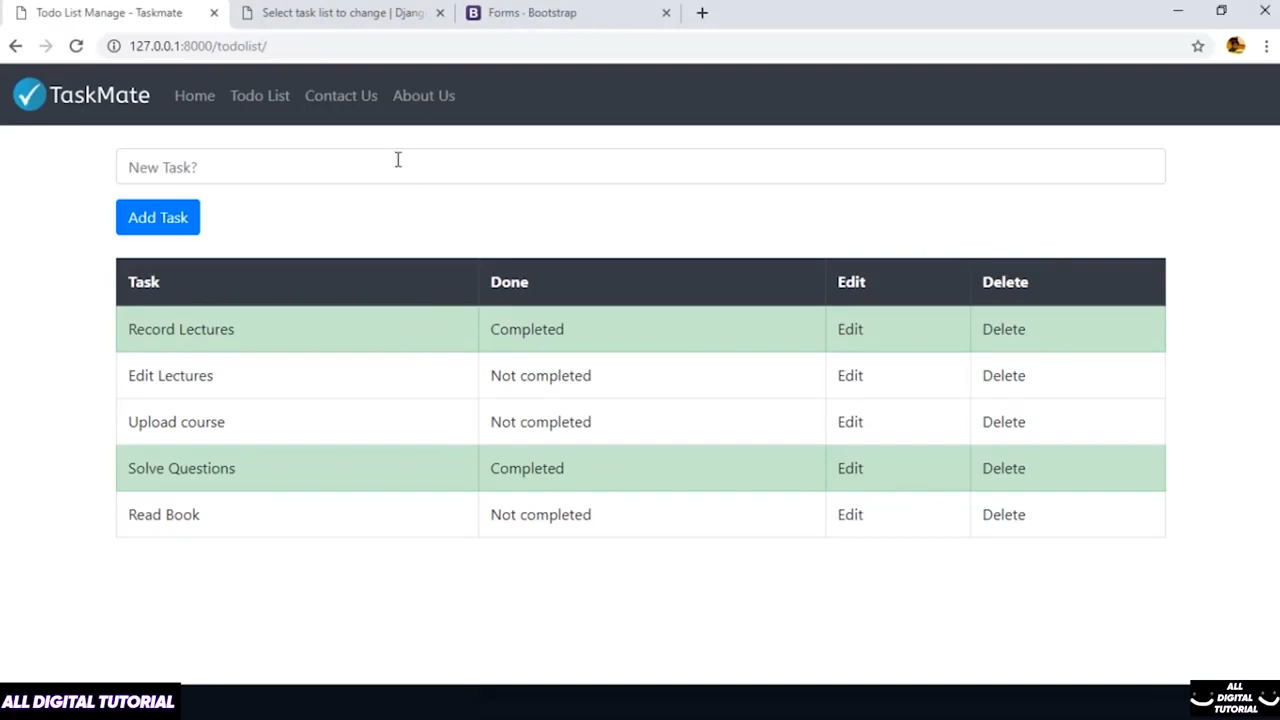 Todo List Manage - Taskmate
Select task list to change | Djang
Forms - Bootstrap
127.0.0.1:8000/todolist/
TaskMate Home Todo List Contact Us About Us
New Task?
Add Task
Task Done Edit Delete
Record Lectures Completed Edit Delete
Edit Lectures Not completed Edit Delete
Upload course Not completed Edit Delete
Solve Questions Completed Edit Delete
Read Book Not completed Edit Delete
ALL DIGITAL TUTORIAL
ALL
DIGITAL
TUTORIAL